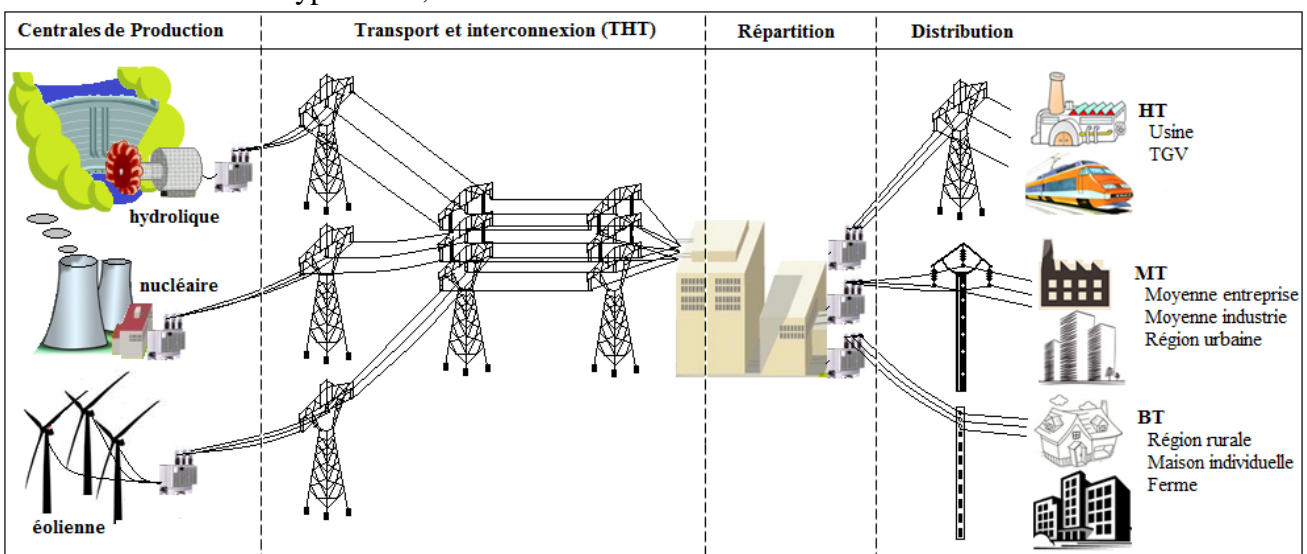 Centrales de Production
Transport et interconnexion (THT)
Répartition
Distribution
hydrolique
nucléaire
éolienne
HT
Usine
TGV
MT
Moyenne entreprise
Moyenne industrie
Région urbaine
BT
Région rurale
Maison individuelle
Ferme